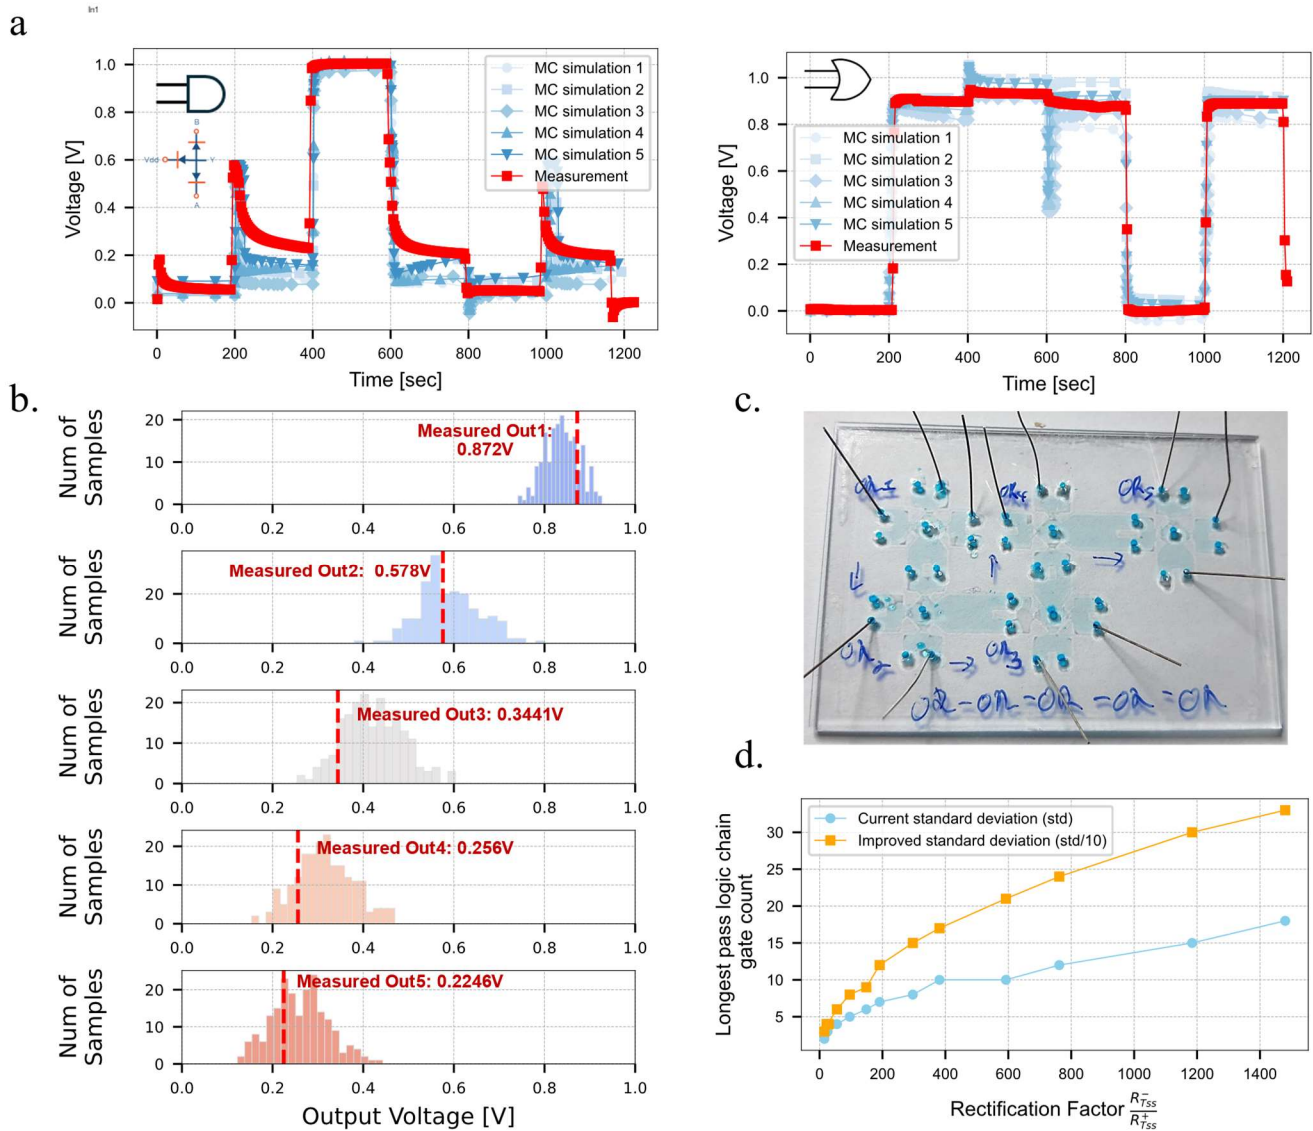 a
In1
Voltage [V]
1.0
0.8
0.6
0.4
0.2
0.0
0 200 400 600 800 1000 1200
Time [sec]
MC simulation 1
MC simulation 2
MC simulation 3
MC simulation 4
MC simulation 5
Measurement
B
Vdd Y
A
Voltage [V]
1.0
0.8
0.6
0.4
0.2
0.0
0 200 400 600 800 1000 1200
Time [sec]
MC simulation 1
MC simulation 2
MC simulation 3
MC simulation 4
MC simulation 5
Measurement
b.
Num of
Samples
20
10
0
Measured Out1:
0.872V
0.0 0.2 0.4 0.6 0.8 1.0
Num of
Samples
20
0
Measured Out2: 0.578V
0.0 0.2 0.4 0.6 0.8 1.0
Num of
Samples
20
10
0
Measured Out3: 0.3441V
0.0 0.2 0.4 0.6 0.8 1.0
Num of
Samples
20
10
0
Measured Out4: 0.256V
0.0 0.2 0.4 0.6 0.8 1.0
Num of
Samples
20
10
0
Measured Out5: 0.2246V
0.0 0.2 0.4 0.6 0.8 1.0
Output Voltage [V]
c.
OR1 OR4 OR5
OR2 → OR3
OR-OR=OR=OR=OR
d.
Longest pass logic chain
gate count
30
25
20
15
10
5
Current standard deviation (std)
Improved standard deviation (std/10)
0 200 400 600 800 1000 1200 1400
Rectification Factor R⁻Tss / R⁺Tss